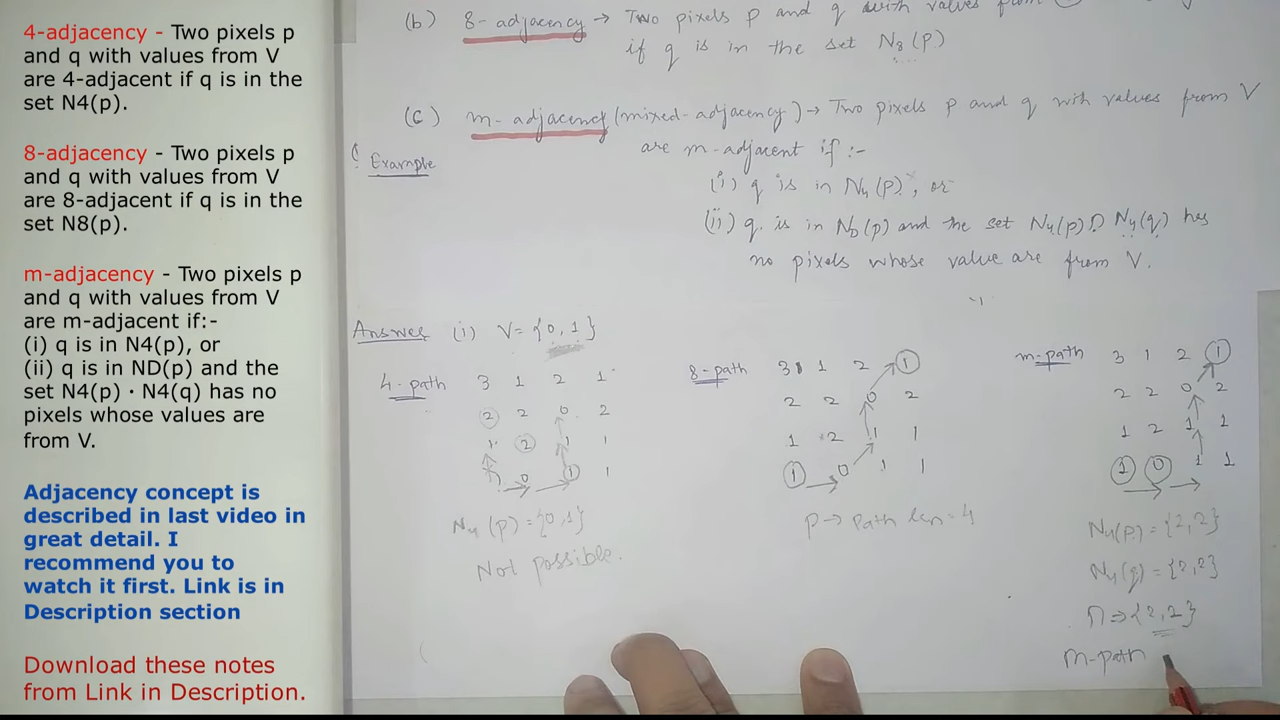 4-adjacency - Two pixels p
and q with values from V
are 4-adjacent if q is in the
set N4(p).
8-adjacency - Two pixels p
and q with values from V
are 8-adjacent if q is in the
set N8(p).
m-adjacency - Two pixels p
and q with values from V
are m-adjacent if:-
(i) q is in N4(p), or
(ii) q is in ND(p) and the
set N4(p) · N4(q) has no
pixels whose values are
from V.
Adjacency concept is
described in last video in
great detail. I
recommend you to
watch it first. Link is in
Description section
Download these notes
from Link in Description.
(b) 8-adjacency → Two pixels p and q with values from
if q is in the set N8(p)
(C) m-adjacency (mixed-adjacency) → Two pixels p and q with values from V
are m-adjacent if :-
Example
(i) q is in N4(p), or
(ii) q is in ND(p) and the set N4(p) ∩ N4(q) has
no pixels whose value are from V.
Answer (i) V = {0, 1}
4-path 3 1 2 1
2 2 0 2
1 2 1 1
0 1 1
N4(p) = {0,1}
Not possible.
8-path 3 1 2 1
2 2 0 2
1 2 1 1
1 0 1 1
p → Path len = 4
m-path 3 1 2 1
2 2 0 2
1 2 1 1
1 0 1 1
N4(p) = {2,2}
N4(q) = {2,2}
∩ ⇒ {2,2}
m-path